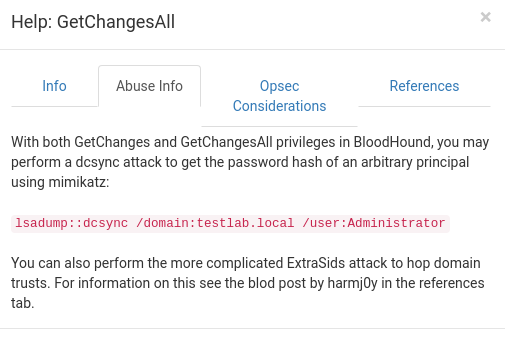 Help: GetChangesAll
×
Info
Abuse Info
Opsec
Considerations
References
With both GetChanges and GetChangesAll privileges in BloodHound, you may
perform a dcsync attack to get the password hash of an arbitrary principal
using mimikatz:
lsadump::dcsync /domain:testlab.local /user:Administrator
You can also perform the more complicated ExtraSids attack to hop domain
trusts. For information on this see the blod post by harmj0y in the references
tab.